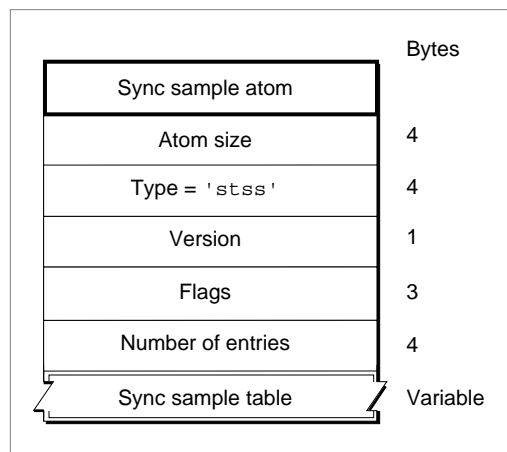 Bytes
Sync sample atom
Atom size 4
Type = 'stss' 4
Version 1
Flags 3
Number of entries 4
Sync sample table Variable